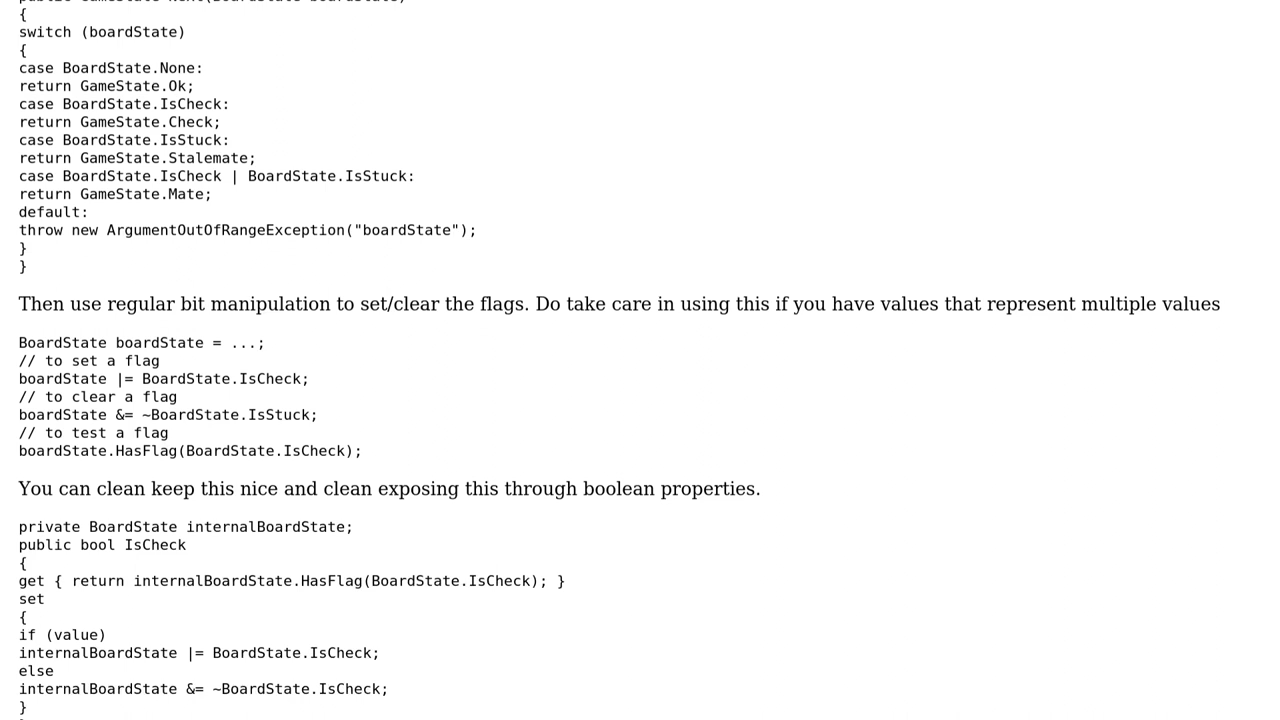 {
switch (boardState)
{
case BoardState.None:
return GameState.Ok;
case BoardState.IsCheck:
return GameState.Check;
case BoardState.IsStuck:
return GameState.Stalemate;
case BoardState.IsCheck | BoardState.IsStuck:
return GameState.Mate;
default:
throw new ArgumentOutOfRangeException("boardState");
}
}
Then use regular bit manipulation to set/clear the flags. Do take care in using this if you have values that represent multiple values
BoardState boardState = ...;
// to set a flag
boardState |= BoardState.IsCheck;
// to clear a flag
boardState &= ~BoardState.IsStuck;
// to test a flag
boardState.HasFlag(BoardState.IsCheck);
You can clean keep this nice and clean exposing this through boolean properties.
private BoardState internalBoardState;
public bool IsCheck
{
get { return internalBoardState.HasFlag(BoardState.IsCheck); }
set
{
if (value)
internalBoardState |= BoardState.IsCheck;
else
internalBoardState &= ~BoardState.IsCheck;
}